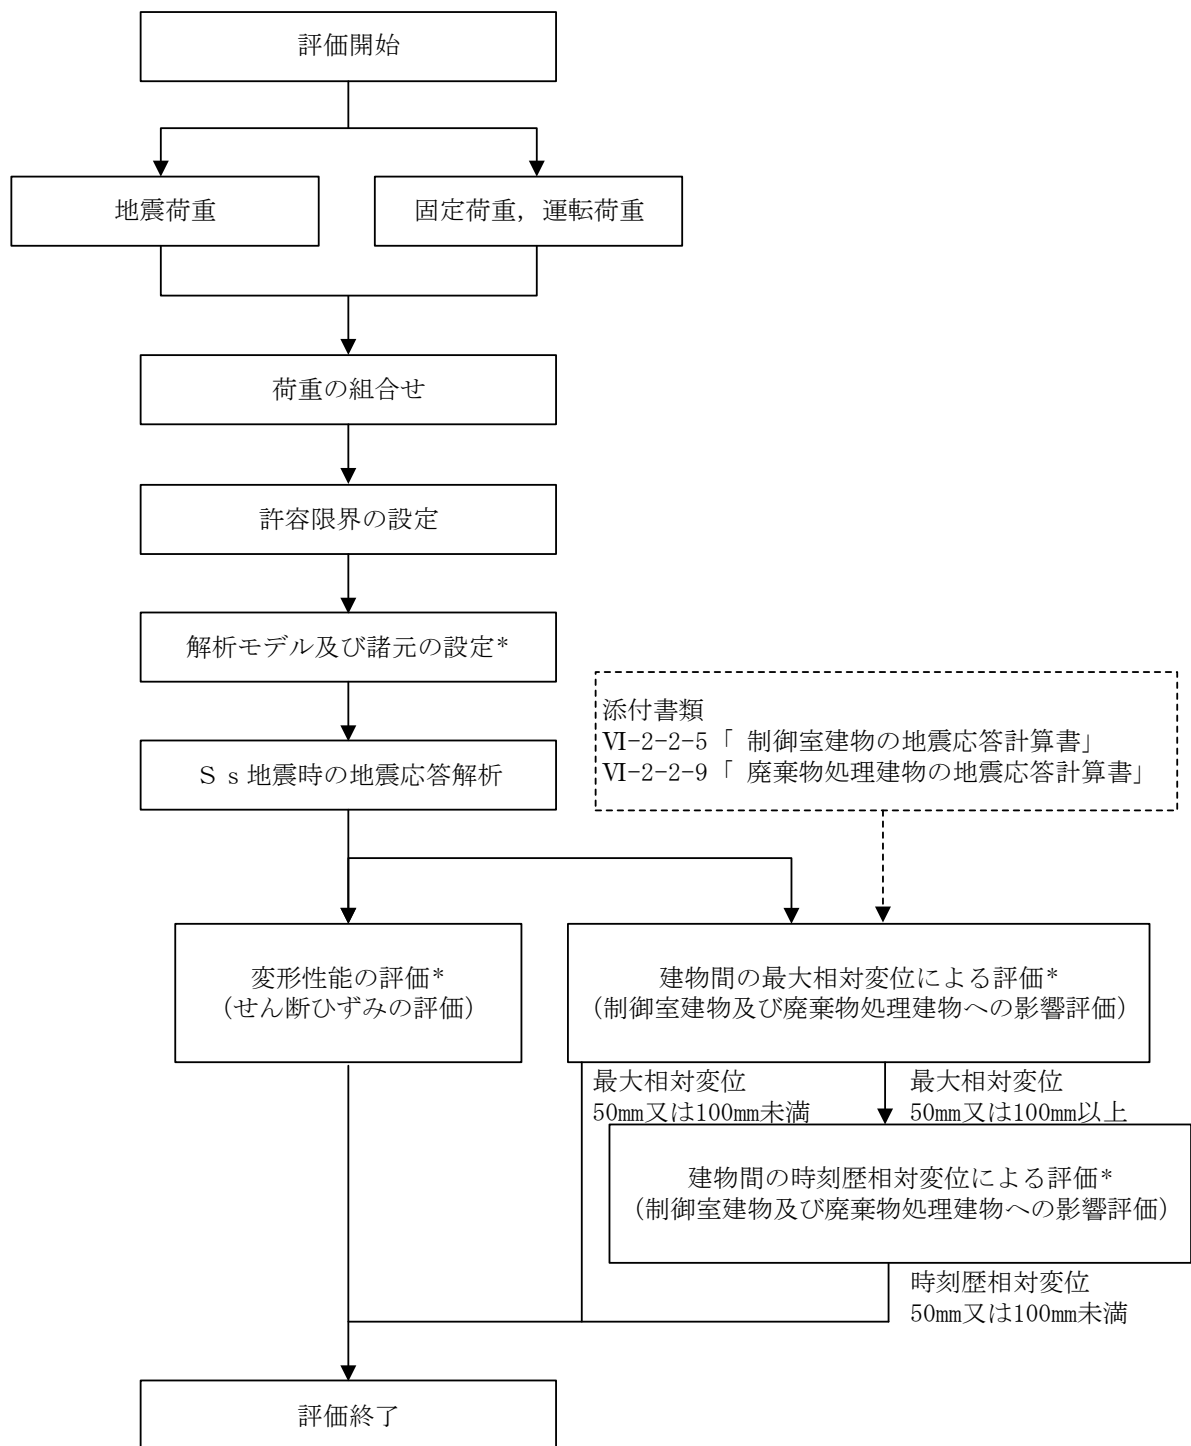 評価開始
地震荷重
固定荷重，運転荷重
荷重の組合せ
許容限界の設定
解析モデル及び諸元の設定*
Ｓｓ地震時の地震応答解析
添付書類
Ⅵ-2-2-5「 制御室建物の地震応答計算書」
Ⅵ-2-2-9「 廃棄物処理建物の地震応答計算書」
変形性能の評価*
（せん断ひずみの評価）
建物間の最大相対変位による評価*
（制御室建物及び廃棄物処理建物への影響評価）
最大相対変位
50㎜又は100㎜未満
最大相対変位
50㎜又は100㎜以上
建物間の時刻歴相対変位による評価*
（制御室建物及び廃棄物処理建物への影響評価）
時刻歴相対変位
50㎜又は100㎜未満
評価終了